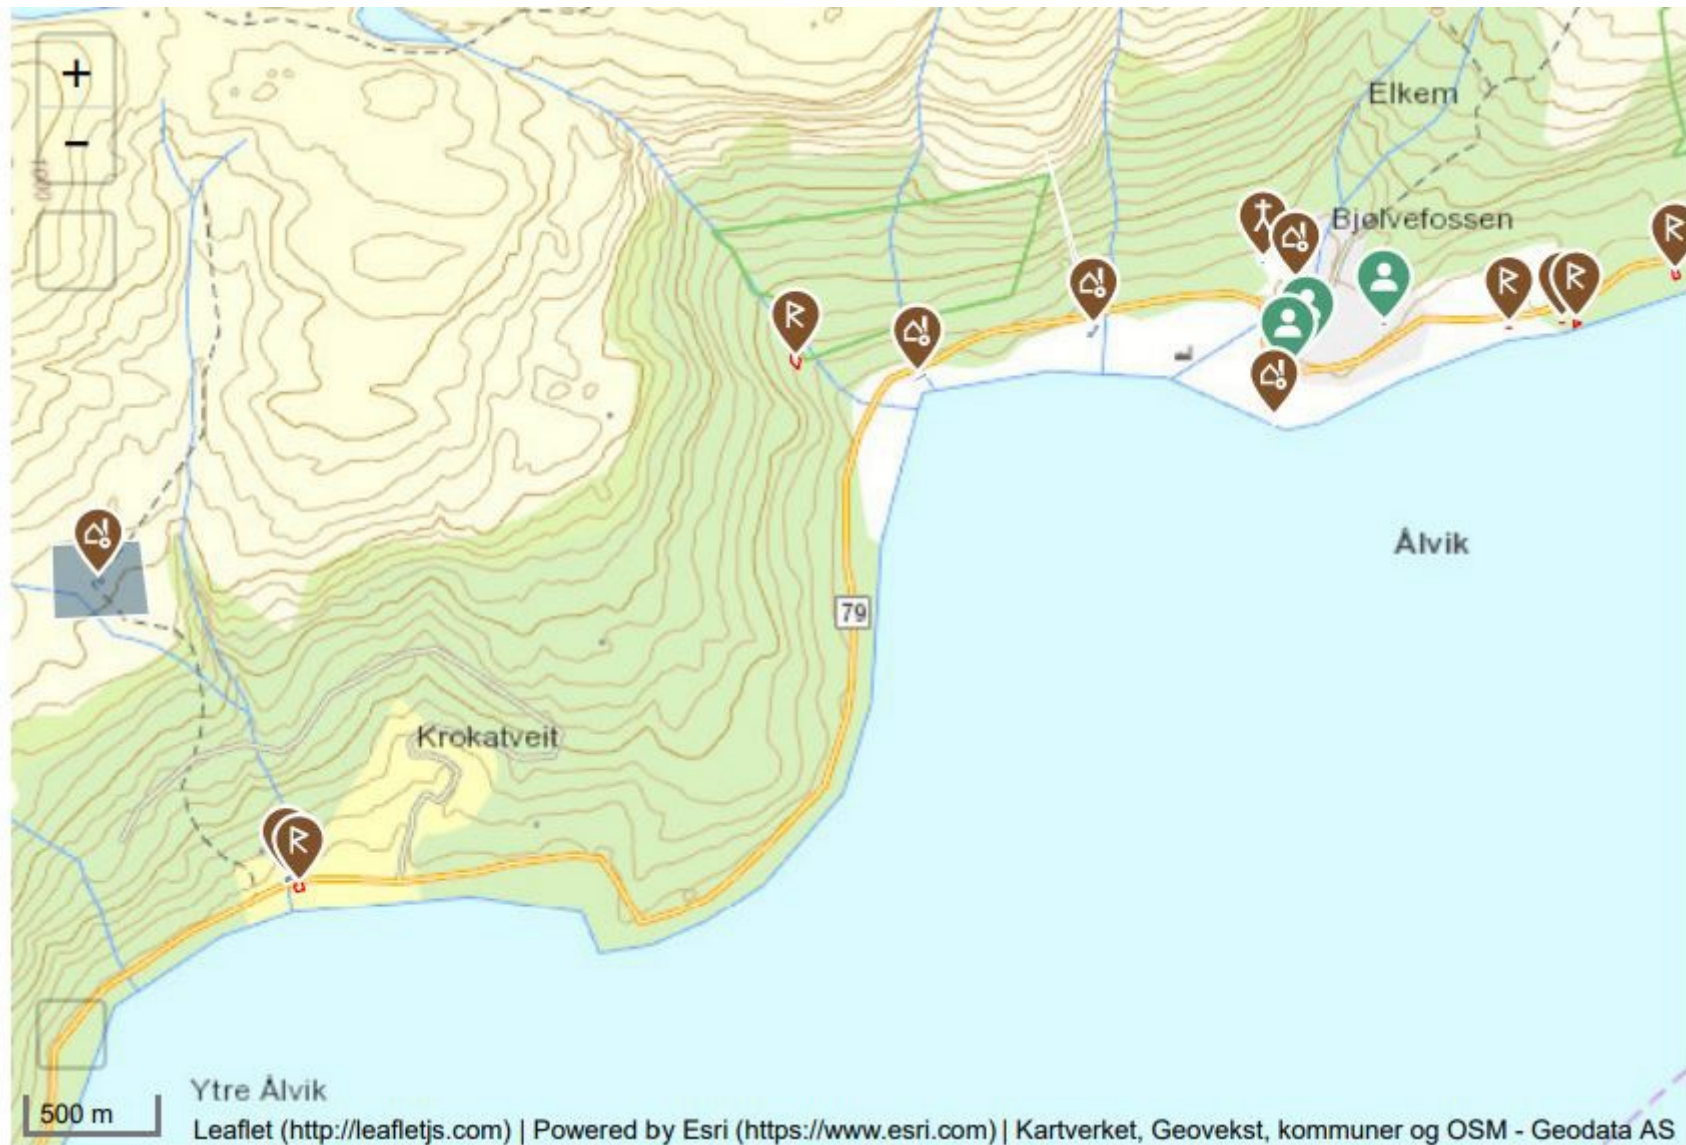 +
−
1000
Elkem
Bjølvefossen
R
R
R
R
Ålvik
79
Krokatveit
R
Ytre Ålvik
500 m
Leaflet (http://leafletjs.com) | Powered by Esri (https://www.esri.com) | Kartverket, Geovekst, kommuner og OSM - Geodata AS